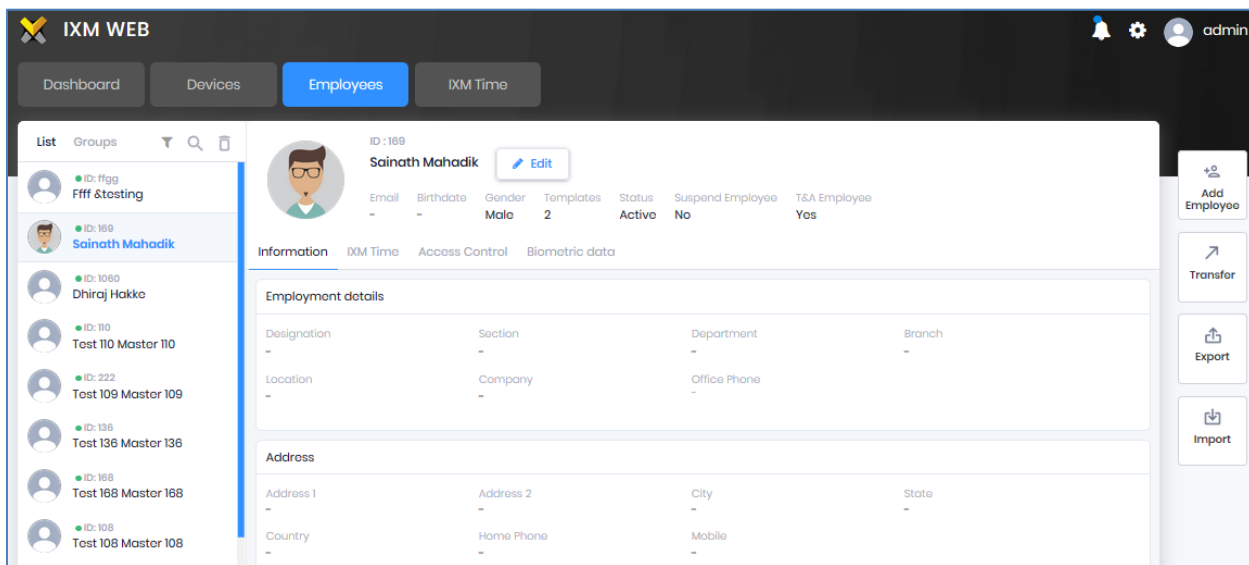 IXM WEB
admin
Dashboard Devices Employees IXM Time
List Groups
ID: ffgg
Ffff &testing
ID: 169
Sainath Mahadik
ID: 1060
Dhiraj Hakke
ID: 110
Test 110 Master 110
ID: 222
Test 109 Master 109
ID: 136
Test 136 Master 136
ID: 168
Test 168 Master 168
ID: 108
Test 108 Master 108
ID : 169
Sainath Mahadik Edit
Email Birthdate Gender Templates Status Suspend Employee T&A Employee
- - Male 2 Active No Yes
Information IXM Time Access Control Biometric data
Employment details
Designation Section Department Branch
- - - -
Location Company Office Phone
- - -
Address
Address 1 Address 2 City State
- - - -
Country Home Phone Mobile
- - -
Add
Employee
Transfer
Export
Import